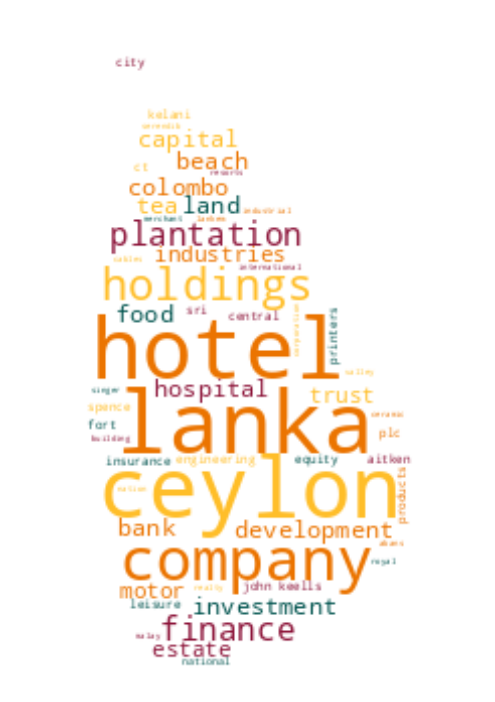 city
kelani
serendib
capital
ct beach
resorts
colombo
tea land industrial
merchant lankem
plantation
cables industries
international
holdings
food sri central corporation printers
hotel
valley
singer hospital trust
spence
lanka ceramic
fort plc
building
insurance engineering equity aitken
nation ceylon products
bank development
abans
company royal
motor realty john keells
leisure investment
malay finance
estate
national